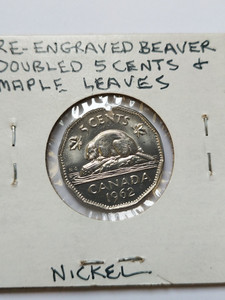 RE-ENGRAVED BEAVER
DOUBLED 5 CENTS &
MAPLE LEAVES
5 CENTS
CANADA
1962
NICKEL